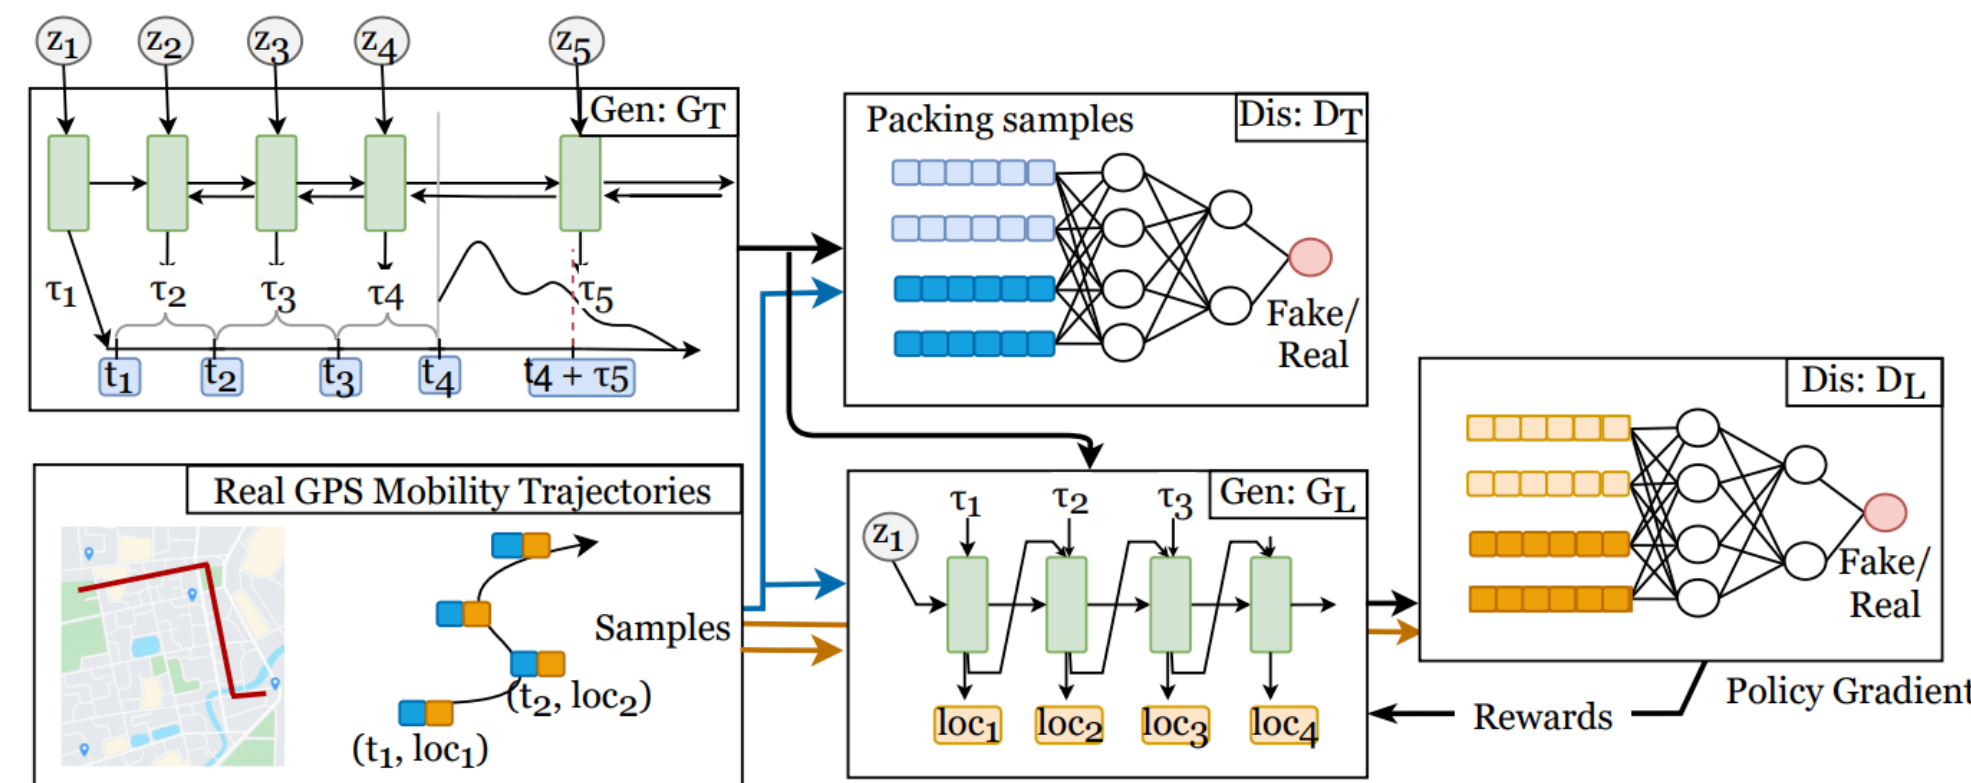 z1 z2 z3 z4 z5
Gen: GT
τ1 τ2 τ3 τ4 τ5
t1 t2 t3 t4 t4 + τ5
Packing samples
Dis: DT
Fake/
Real
Real GPS Mobility Trajectories
Samples
(t2, loc2)
(t1, loc1)
Gen: GL
z1
τ1 τ2 τ3
loc1 loc2 loc3 loc4
Dis: DL
Fake/
Real
Policy Gradient
Rewards